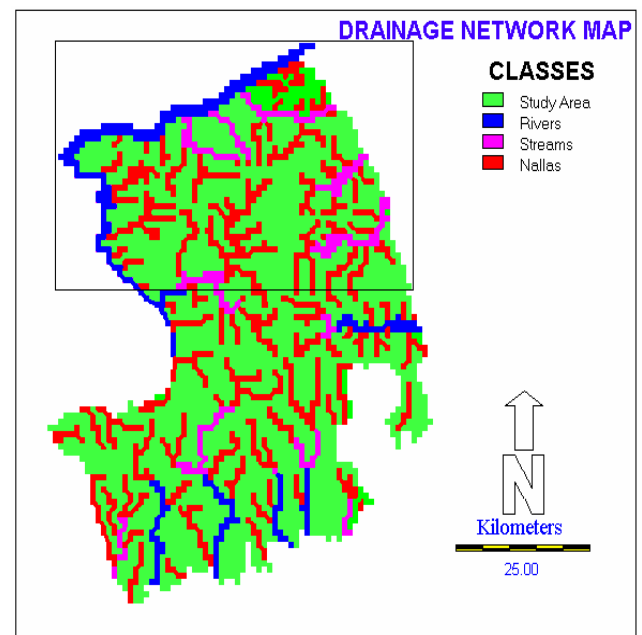 DRAINAGE NETWORK MAP
CLASSES
Study Area
Rivers
Streams
Nallas
N
Kilometers
25.00